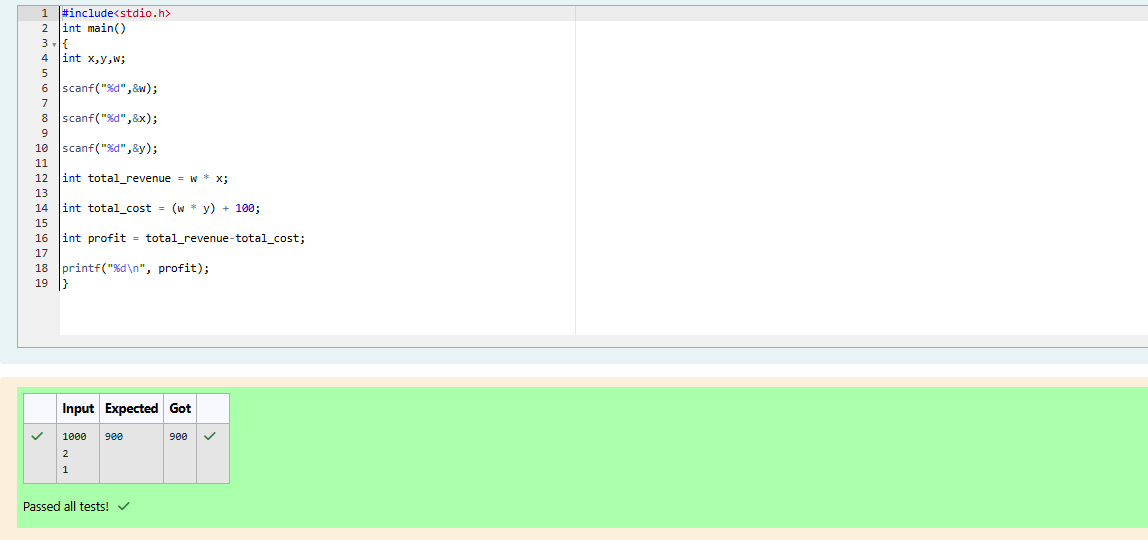 1 #include<stdio.h>
2 int main()
3 {
4 int x,y,w;
5
6 scanf("%d",&w);
7
8 scanf("%d",&x);
9
10 scanf("%d",&y);
11
12 int total_revenue = w * x;
13
14 int total_cost = (w * y) + 100;
15
16 int profit = total_revenue-total_cost;
17
18 printf("%d\n", profit);
19 }
Input Expected Got
1000 900 900
2
1
Passed all tests!